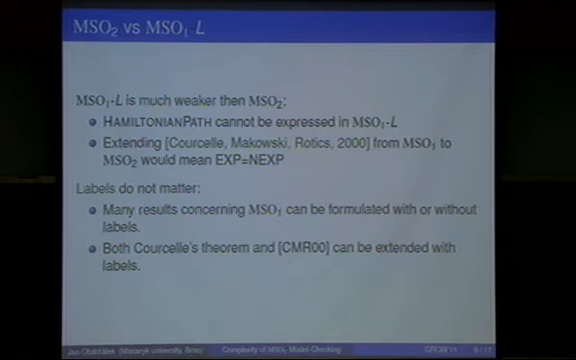 MSO₂ vs MSO₁-L
MSO₁-L is much weaker then MSO₂:
HAMILTONIANPATH cannot be expressed in MSO₁-L
Extending [Courcelle, Makowski, Rotics, 2000] from MSO₁ to
MSO₂ would mean EXP=NEXP
Labels do not matter:
Many results concerning MSO₁ can be formulated with or without
labels.
Both Courcelle's theorem and [CMR00] can be extended with
labels.
Jan Obdržálek (Masaryk university, Brno)
Complexity of MSO₁ Model Checking